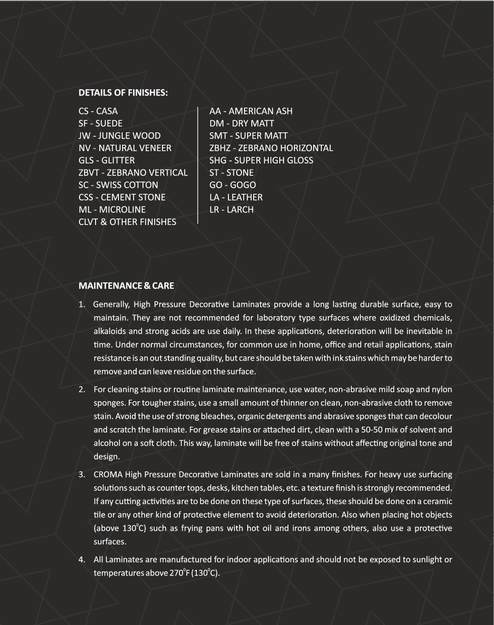 DETAILS OF FINISHES:
CS - CASA
SF - SUEDE
JW - JUNGLE WOOD
NV - NATURAL VENEER
GLS - GLITTER
ZBVT - ZEBRANO VERTICAL
SC - SWISS COTTON
CSS - CEMENT STONE
ML - MICROLINE
CLVT & OTHER FINISHES
AA - AMERICAN ASH
DM - DRY MATT
SMT - SUPER MATT
ZBHZ - ZEBRANO HORIZONTAL
SHG - SUPER HIGH GLOSS
ST - STONE
GO - GOGO
LA - LEATHER
LR - LARCH
MAINTENANCE & CARE
1. Generally, High Pressure Decorative Laminates provide a long lasting durable surface, easy to
maintain. They are not recommended for laboratory type surfaces where oxidized chemicals,
alkaloids and strong acids are use daily. In these applications, deterioration will be inevitable in
time. Under normal circumstances, for common use in home, office and retail applications, stain
resistance is an out standing quality, but care should be taken with ink stains which may be harder to
remove and can leave residue on the surface.
2. For cleaning stains or routine laminate maintenance, use water, non-abrasive mild soap and nylon
sponges. For tougher stains, use a small amount of thinner on clean, non-abrasive cloth to remove
stain. Avoid the use of strong bleaches, organic detergents and abrasive sponges that can decolour
and scratch the laminate. For grease stains or attached dirt, clean with a 50-50 mix of solvent and
alcohol on a soft cloth. This way, laminate will be free of stains without affecting original tone and
design.
3. CROMA High Pressure Decorative Laminates are sold in a many finishes. For heavy use surfacing
solutions such as counter tops, desks, kitchen tables, etc. a texture finish is strongly recommended.
If any cutting activities are to be done on these type of surfaces, these should be done on a ceramic
tile or any other kind of protective element to avoid deterioration. Also when placing hot objects
(above 130°C) such as frying pans with hot oil and irons among others, also use a protective
surfaces.
4. All Laminates are manufactured for indoor applications and should not be exposed to sunlight or
temperatures above 270°F (130°C).